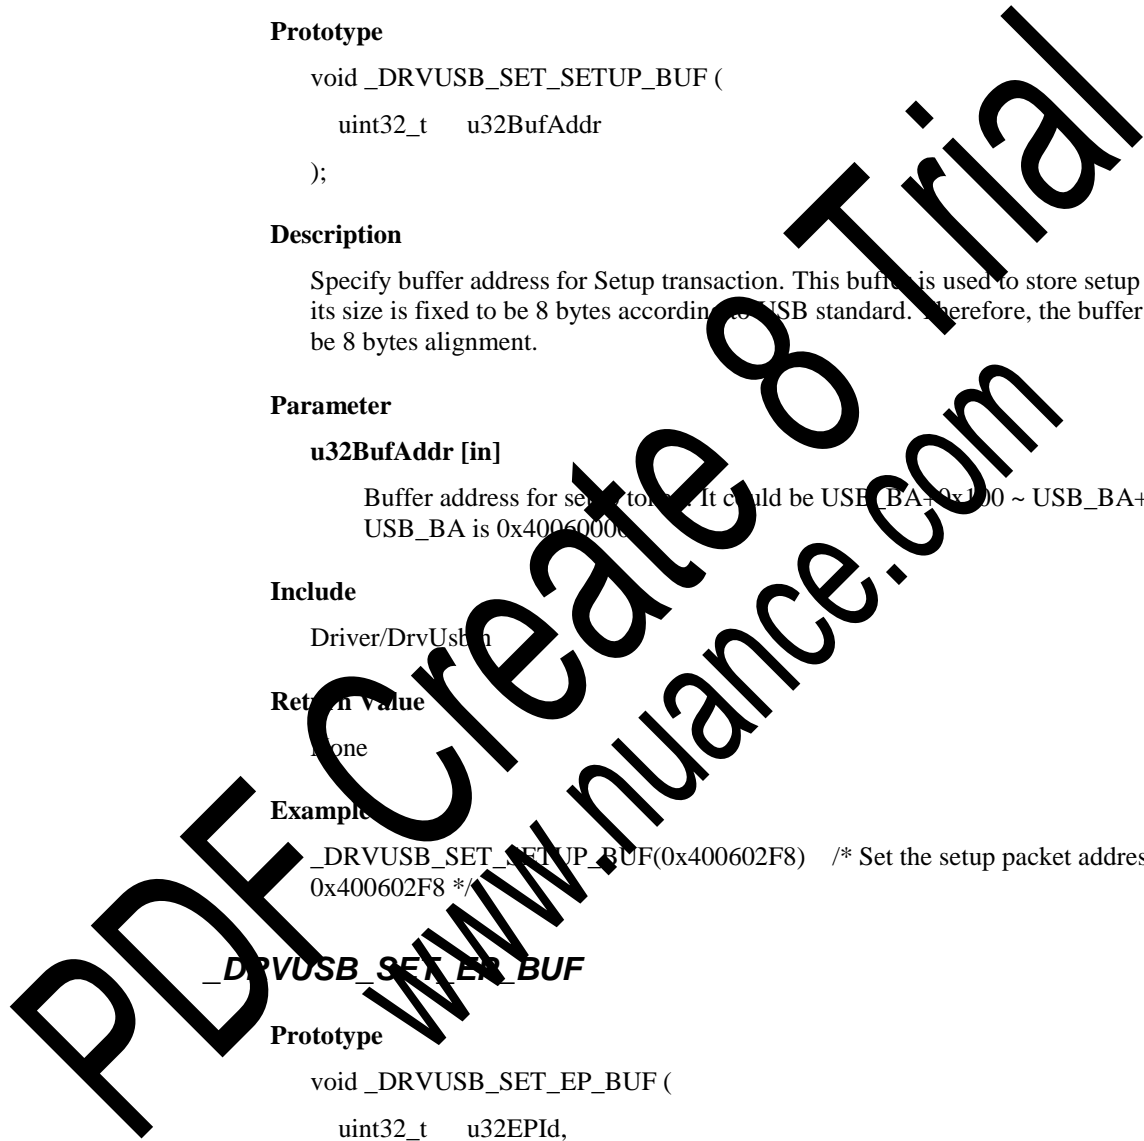 Prototype
void _DRVUSB_SET_SETUP_BUF (
uint32_t u32BufAddr
);
Description
Specify buffer address for Setup transaction. This buffer is used to store setup
its size is fixed to be 8 bytes according to USB standard. Therefore, the buffer
be 8 bytes alignment.
Parameter
u32BufAddr [in]
Buffer address for setup token. It could be USB_BA+0x100 ~ USB_BA+
USB_BA is 0x40060000
Include
Driver/DrvUsb.h
Return Value
None
Example
_DRVUSB_SET_SETUP_BUF(0x400602F8) /* Set the setup packet addres
0x400602F8 */
_DRVUSB_SET_EP_BUF
Prototype
void _DRVUSB_SET_EP_BUF (
uint32_t u32EPId,
PDF Create 8 Trial
www.nuance.com